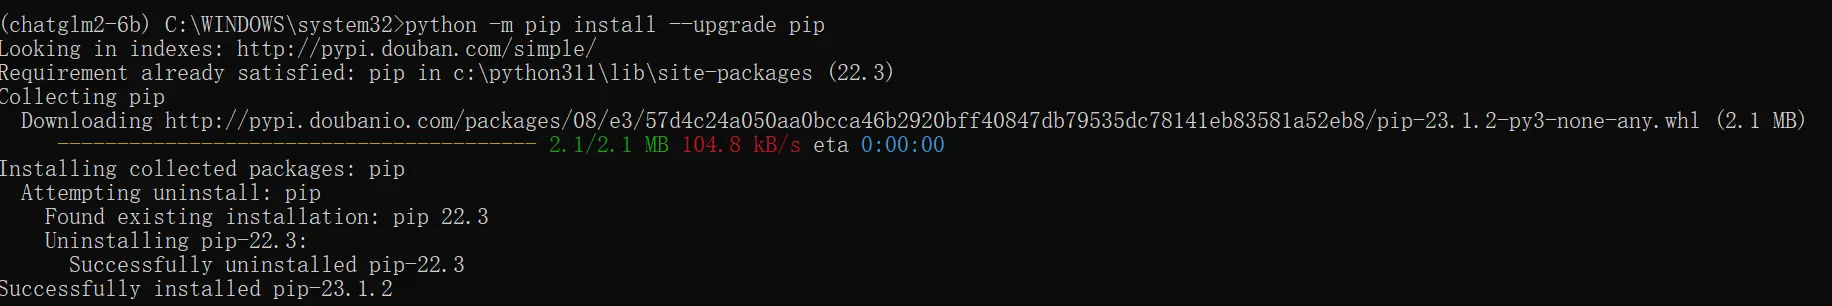 (chatglm2-6b) C:\WINDOWS\system32>python -m pip install --upgrade pip
Looking in indexes: http://pypi.douban.com/simple/
Requirement already satisfied: pip in c:\python311\lib\site-packages (22.3)
Collecting pip
  Downloading http://pypi.doubanio.com/packages/08/e3/57d4c24a050aa0bcca46b2920bff40847db79535dc78141eb83581a52eb8/pip-23.1.2-py3-none-any.whl (2.1 MB)
     ---------------------------------------- 2.1/2.1 MB 104.8 kB/s eta 0:00:00
Installing collected packages: pip
  Attempting uninstall: pip
    Found existing installation: pip 22.3
    Uninstalling pip-22.3:
      Successfully uninstalled pip-22.3
Successfully installed pip-23.1.2